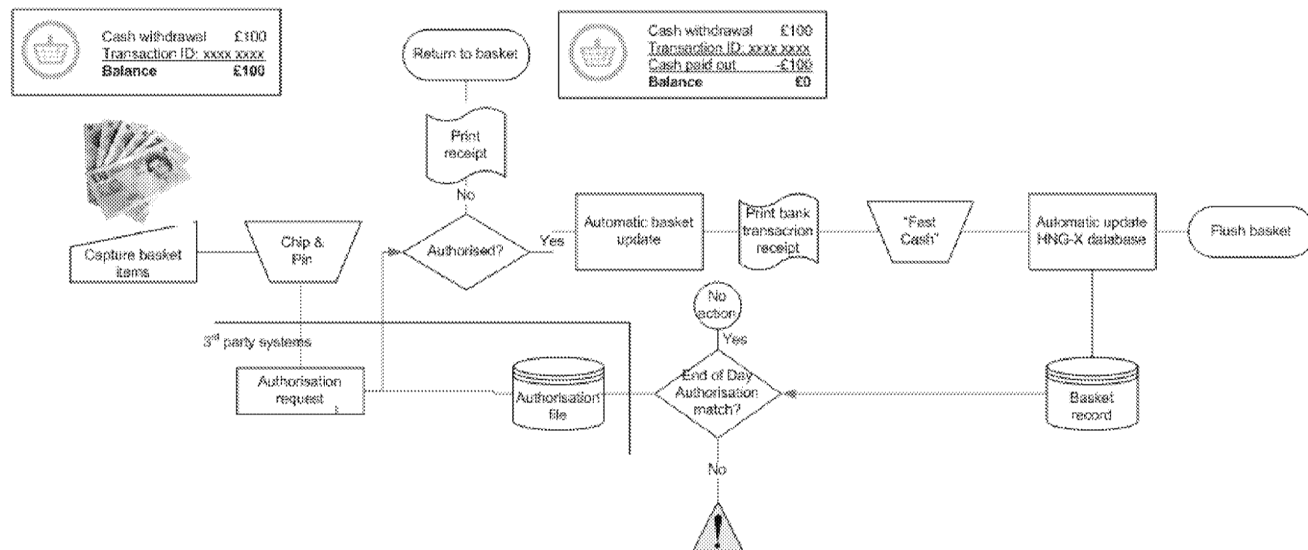 Cash withdrawal £100
Transaction ID: xxxx xxxx
Balance £100
Return to basket
Cash withdrawal £100
Transaction ID: xxxx xxxx
Cash paid out -£100
Balance £0
Print
receipt
No
Capture basket
items
Chip &
Pin
Authorised?
Yes
Automatic basket
update
Print bank
transaction
receipt
"Fast
Cash"
Automatic update
HNG-X database
Flush basket
No
action
Yes
3rd party systems
Authorisation
request
Authorisation
file
End of Day
Authorisation
match?
Basket
record
No
!